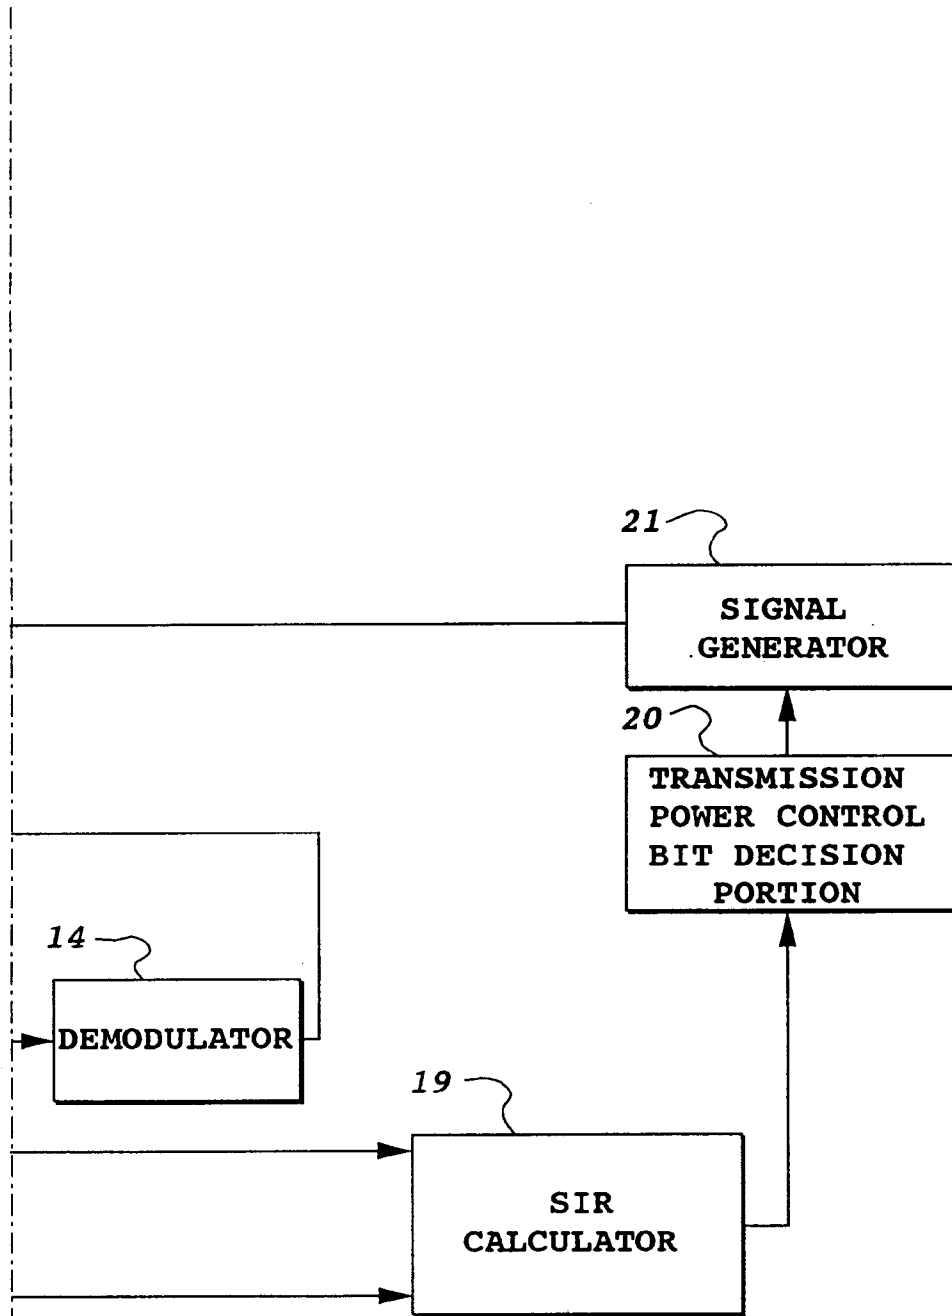 21
SIGNAL
GENERATOR
20
TRANSMISSION
POWER CONTROL
BIT DECISION
PORTION
14
DEMODULATOR
19
SIR
CALCULATOR